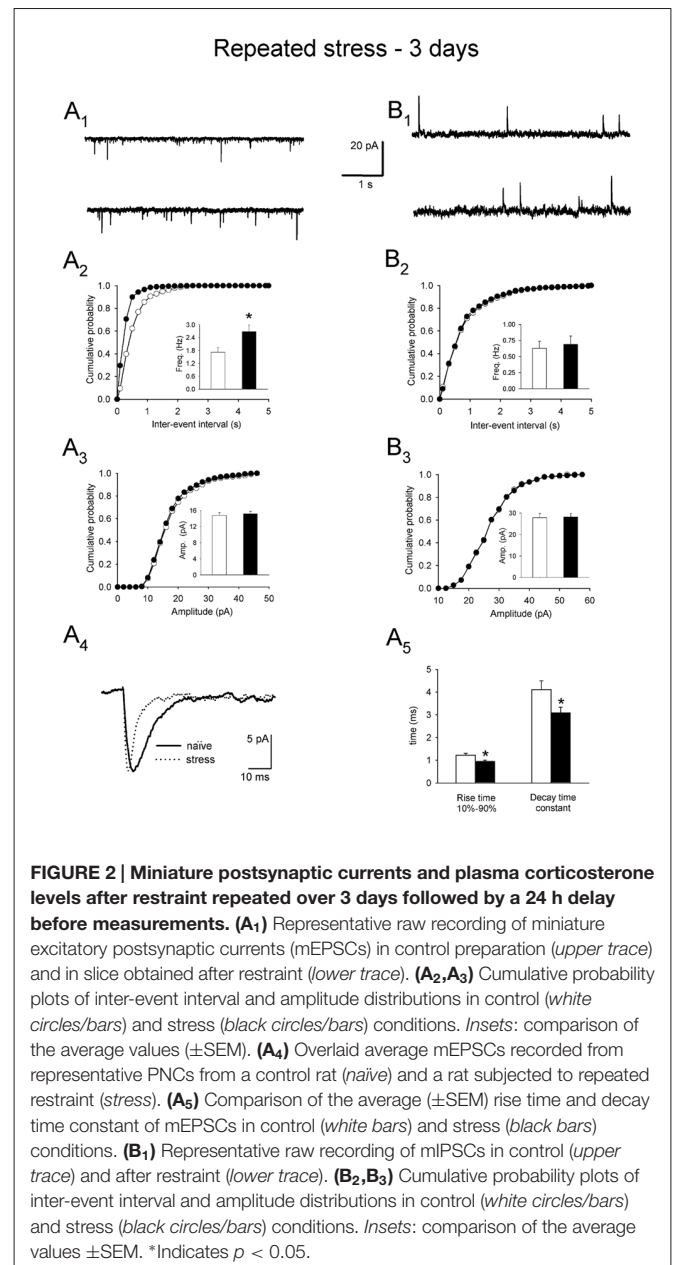 Repeated stress - 3 days
A1
B1
20 pA
1 s
A2
B2
1.0
0.8
0.6
0.4
0.2
0.0
Cumulative probablity
3.0
2.4
1.8
1.2
0.6
0.0
Freq. (Hz)
*
0 1 2 3 4 5
Inter-event interval (s)
1.0
0.8
0.6
0.4
0.2
0.0
Cumulative probablity
1.00
0.75
0.50
0.25
0.00
Freq. (Hz)
0 1 2 3 4 5
Inter-event interval (s)
A3
B3
1.0
0.8
0.6
0.4
0.2
0.0
Cumulative probablity
16
12
8
4
0
Amp. (pA)
0 10 20 30 40 50
Amplitude (pA)
1.0
0.8
0.6
0.4
0.2
0.0
Cumulative probablity
30
20
10
0
Amp. (pA)
10 20 30 40 50 60
Amplitude (pA)
A4
A5
naïve
stress
5 pA
10 ms
5
4
3
2
1
0
time (ms)
*
*
Rise time
10%-90%
Decay time
constant
FIGURE 2 | Miniature postsynaptic currents and plasma corticosterone
levels after restraint repeated over 3 days followed by a 24 h delay
before measurements. (A1) Representative raw recording of miniature
excitatory postsynaptic currents (mEPSCs) in control preparation (upper trace)
and in slice obtained after restraint (lower trace). (A2,A3) Cumulative probability
plots of inter-event interval and amplitude distributions in control (white
circles/bars) and stress (black circles/bars) conditions. Insets: comparison of
the average values (±SEM). (A4) Overlaid average mEPSCs recorded from
representative PNCs from a control rat (naïve) and a rat subjected to repeated
restraint (stress). (A5) Comparison of the average (±SEM) rise time and decay
time constant of mEPSCs in control (white bars) and stress (black bars)
conditions. (B1) Representative raw recording of mIPSCs in control (upper
trace) and after restraint (lower trace). (B2,B3) Cumulative probability plots of
inter-event interval and amplitude distributions in control (white circles/bars)
and stress (black circles/bars) conditions. Insets: comparison of the average
values ±SEM. *Indicates p < 0.05.